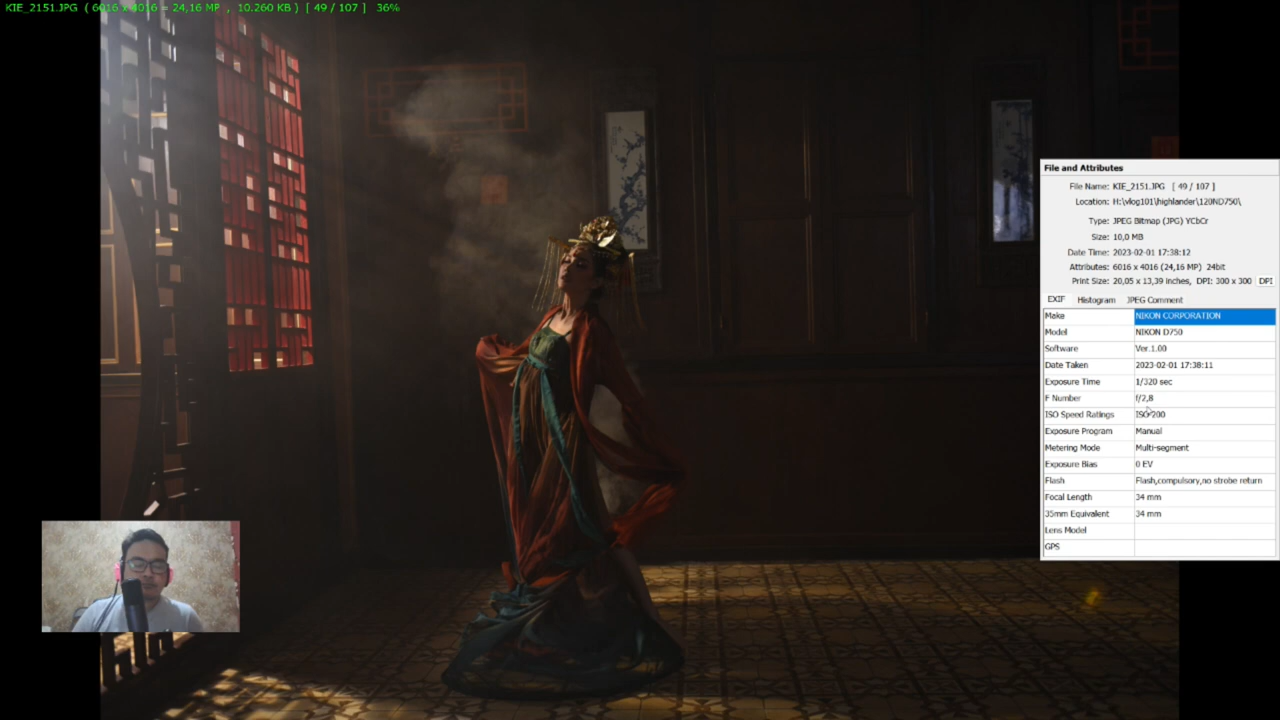 KIE_2151.JPG ( 6016 x 4016 = 24,16 MP , 10.260 KB ) [ 49 / 107 ] 36%
File and Attributes
File Name: KIE_2151.JPG [ 49 / 107 ]
Location: H:\vlog101\highlander\120ND750\
Type: JPEG Bitmap (JPG) YCbCr
Size: 10,0 MB
Date Time: 2023-02-01 17:38:12
Attributes: 6016 x 4016 (24,16 MP) 24bit
Print Size: 20,05 x 13,39 inches, DPI: 300 x 300 DPI
EXIF Histogram JPEG Comment
Make NIKON CORPORATION
Model NIKON D750
Software Ver.1.00
Date Taken 2023-02-01 17:38:11
Exposure Time 1/320 sec
F Number f/2,8
ISO Speed Ratings ISO-200
Exposure Program Manual
Metering Mode Multi-segment
Exposure Bias 0 EV
Flash Flash,compulsory,no strobe return
Focal Length 34 mm
35mm Equivalent 34 mm
Lens Model
GPS